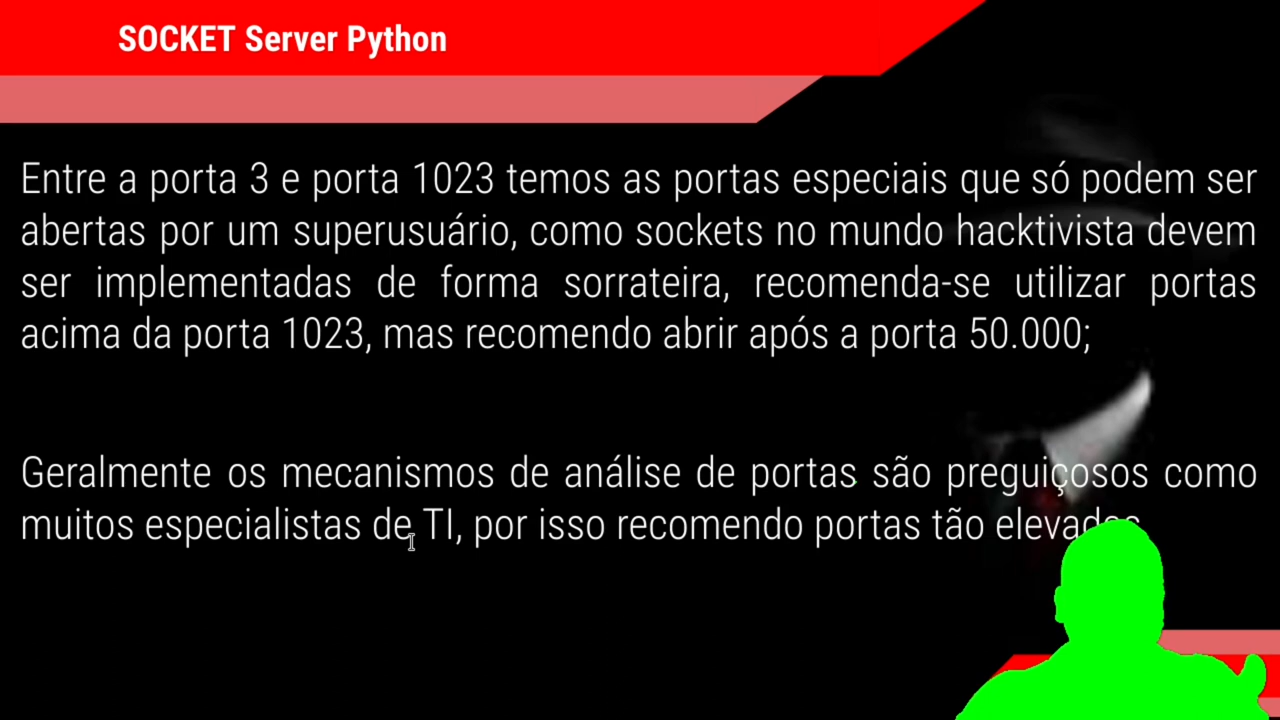 SOCKET Server Python
Entre a porta 3 e porta 1023 temos as portas especiais que só podem ser
abertas por um superusuário, como sockets no mundo hacktivista devem
ser implementadas de forma sorrateira, recomenda-se utilizar portas
acima da porta 1023, mas recomendo abrir após a porta 50.000;
Geralmente os mecanismos de análise de portas são preguiçosos como
muitos especialistas de TI, por isso recomendo portas tão elevadas